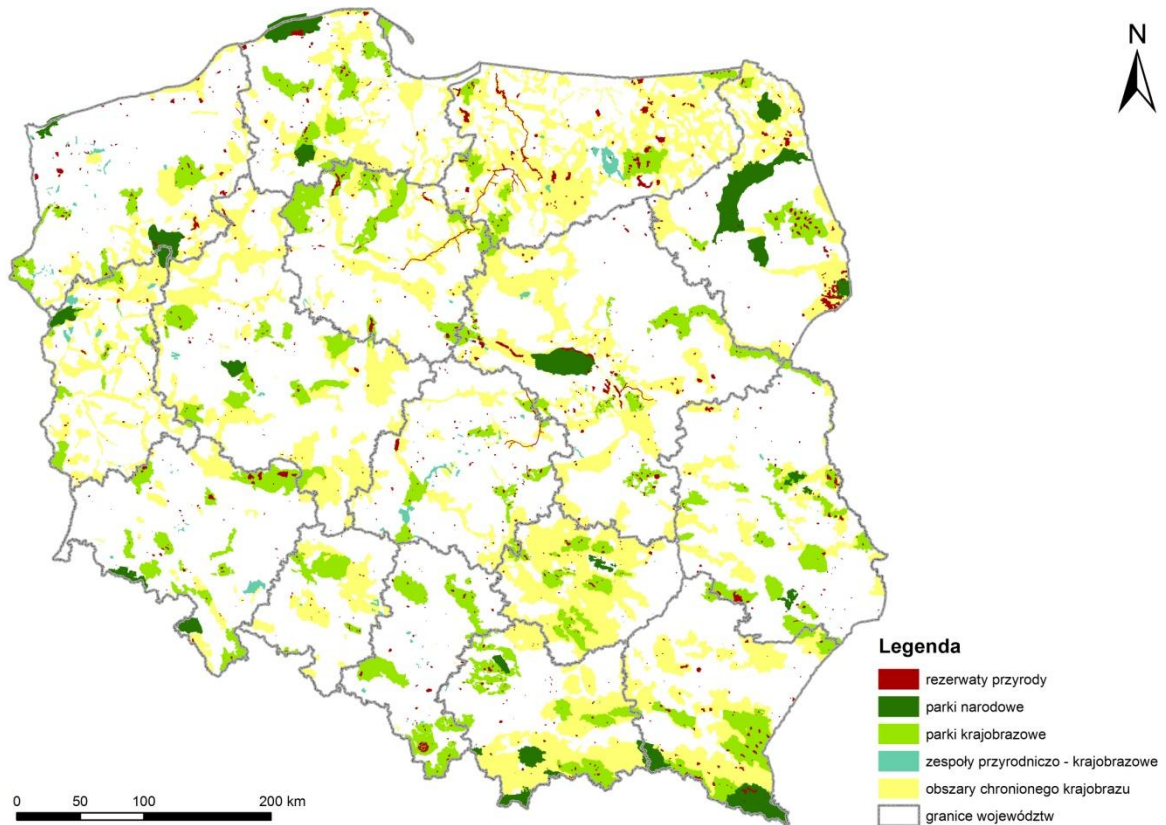 N
Legenda
rezerwaty przyrody
parki narodowe
parki krajobrazowe
zespoły przyrodniczo - krajobrazowe
obszary chronionego krajobrazu
granice województw
0 50 100 200 km